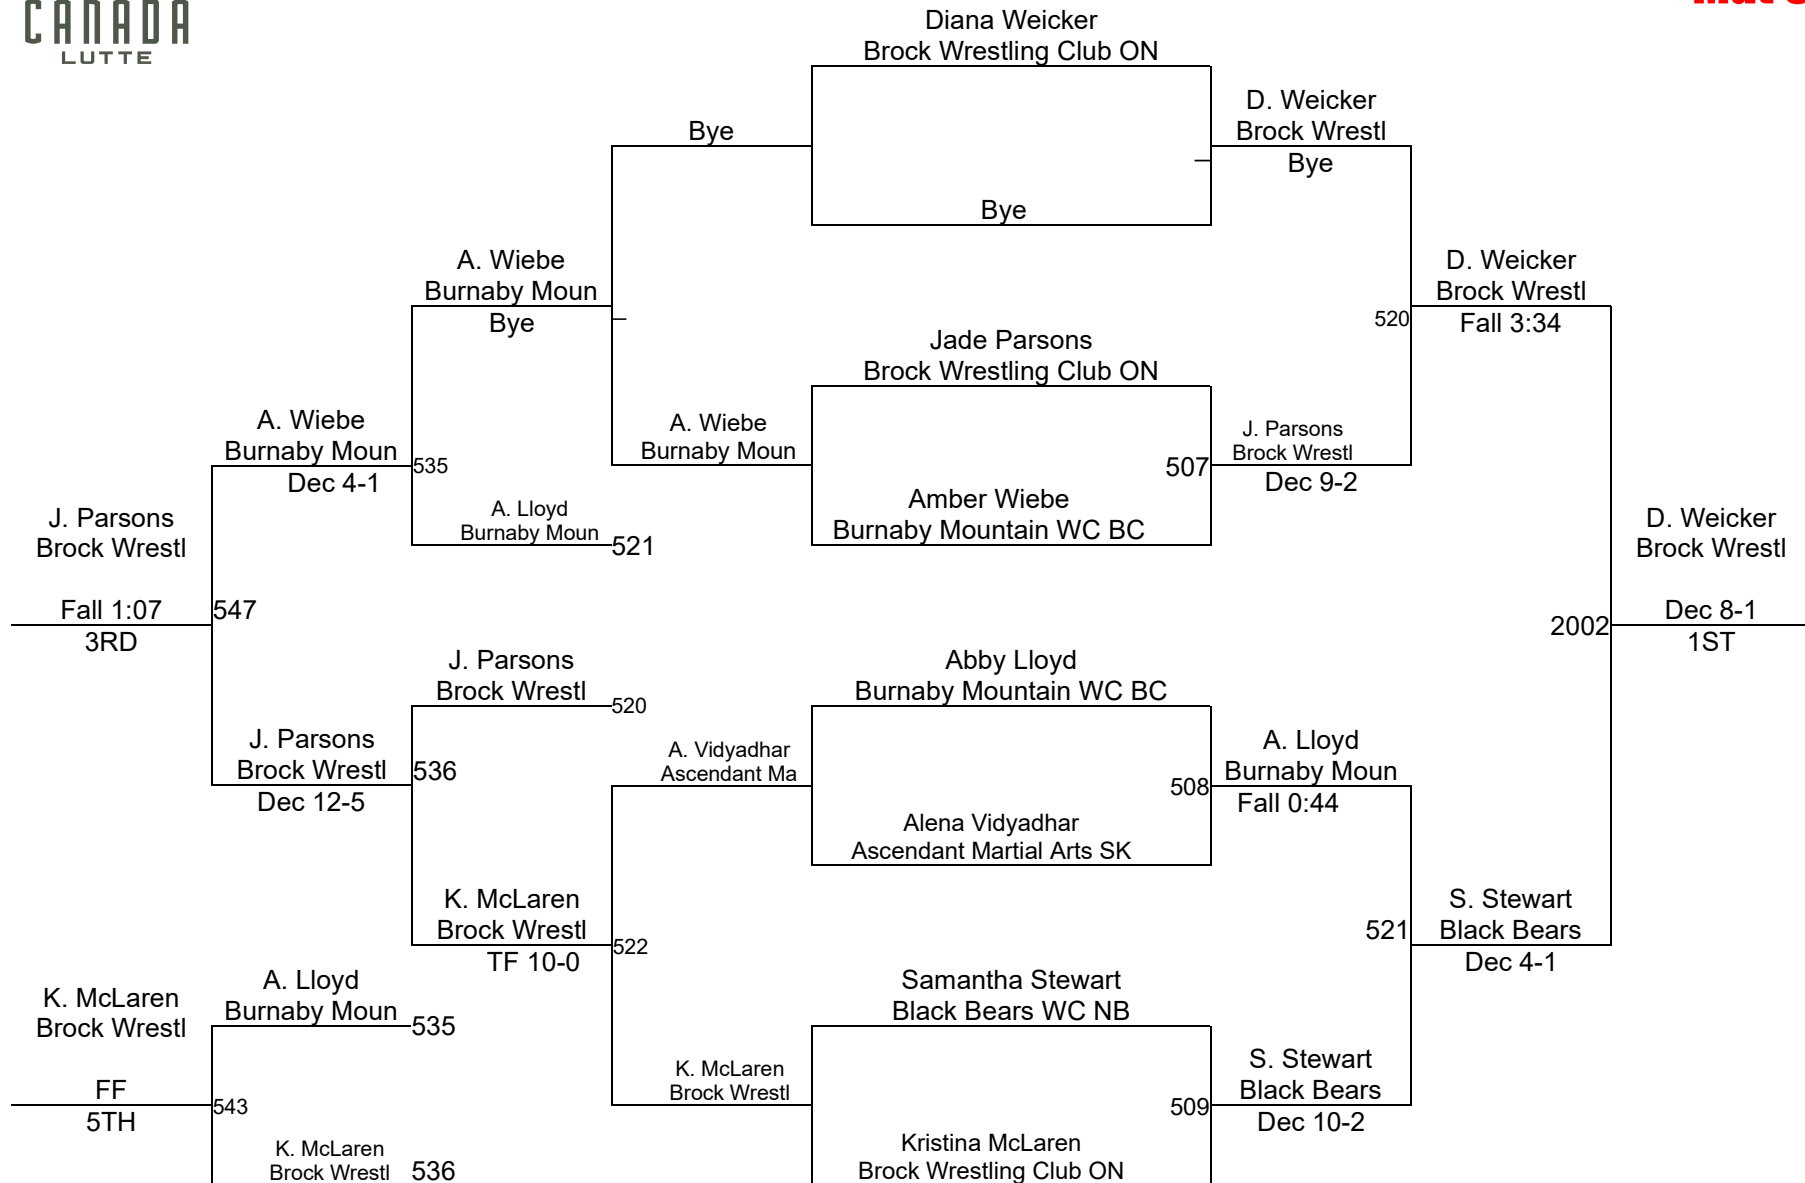 CANADA
LUTTE
Diana Weicker
Brock Wrestling Club ON
D. Weicker
Brock Wrestl
Bye
Bye
Bye
A. Wiebe
Burnaby Moun
Bye
D. Weicker
Brock Wrestl
Fall 3:34
520
Jade Parsons
Brock Wrestling Club ON
A. Wiebe
Burnaby Moun
Dec 4-1
535
A. Wiebe
Burnaby Moun
J. Parsons
Brock Wrestl
Dec 9-2
507
Amber Wiebe
Burnaby Mountain WC BC
A. Lloyd
Burnaby Moun
521
J. Parsons
Brock Wrestl
Fall 1:07
3RD
547
D. Weicker
Brock Wrestl
Dec 8-1
1ST
2002
J. Parsons
Brock Wrestl
520
Abby Lloyd
Burnaby Mountain WC BC
J. Parsons
Brock Wrestl
Dec 12-5
536
A. Vidyadhar
Ascendant Ma
A. Lloyd
Burnaby Moun
Fall 0:44
508
Alena Vidyadhar
Ascendant Martial Arts SK
K. McLaren
Brock Wrestl
TF 10-0
522
S. Stewart
Black Bears
Dec 4-1
521
Samantha Stewart
Black Bears WC NB
A. Lloyd
Burnaby Moun
535
K. McLaren
Brock Wrestl
FF
5TH
543
K. McLaren
Brock Wrestl
S. Stewart
Black Bears
Dec 10-2
509
K. McLaren
Brock Wrestl
536
Kristina McLaren
Brock Wrestling Club ON